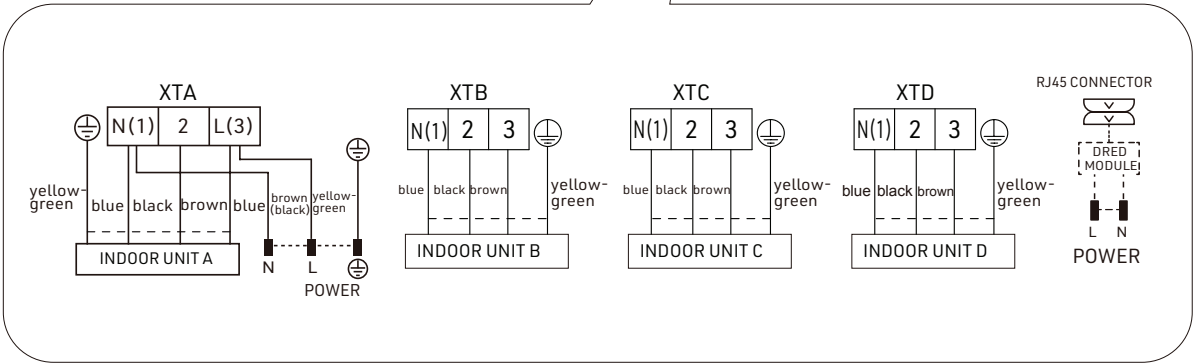 XTA
N(1) 2 L(3)
yellow-
green
blue black brown blue
brown
(black)
yellow-
green
INDOOR UNIT A
N L
POWER
XTB
N(1) 2 3
blue black brown
yellow-
green
INDOOR UNIT B
XTC
N(1) 2 3
blue black brown
yellow-
green
INDOOR UNIT C
XTD
N(1) 2 3
blue black brown
yellow-
green
INDOOR UNIT D
RJ45 CONNECTOR
DRED
MODULE
L N
POWER